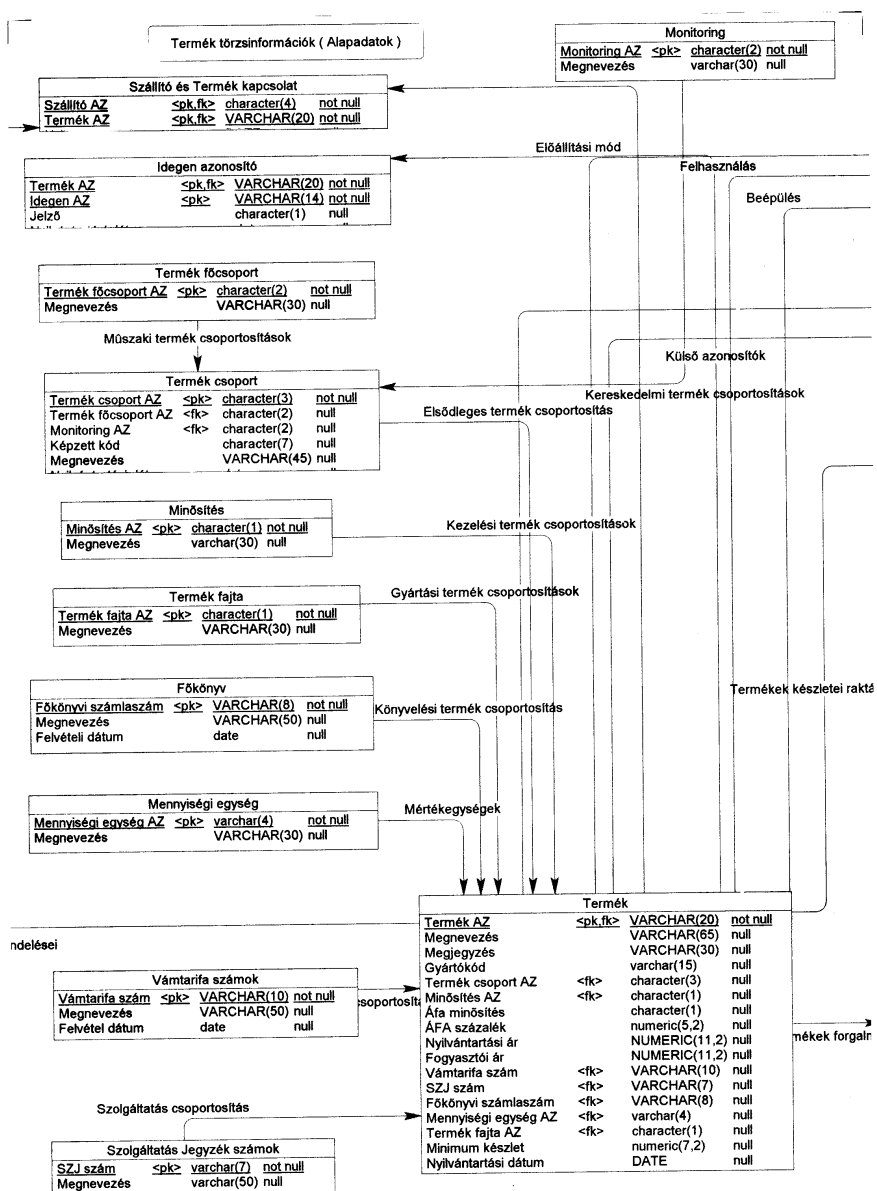 Termék törzsinformációk ( Alapadatok )
Monitoring
Monitoring AZ <pk> character(2) not null
Megnevezés varchar(30) null
Szállító és Termék kapcsolat
Szállító AZ <pk,fk> character(4) not null
Termék AZ <pk,fk> VARCHAR(20) not null
Előállítási mód
Idegen azonosító
Termék AZ <pk,fk> VARCHAR(20) not null
Idegen AZ <pk> VARCHAR(14) not null
Jelző character(1) null
Felhasználás
Beépülés
Termék főcsoport
Termék főcsoport AZ <pk> character(2) not null
Megnevezés VARCHAR(30) null
Mûszaki termék csoportosítások
Külső azonosítók
Termék csoport
Termék csoport AZ <pk> character(3) not null
Termék főcsoport AZ <fk> character(2) null
Monitoring AZ <fk> character(2) null
Képzett kód character(7) null
Megnevezés VARCHAR(45) null
Kereskedelmi termék csoportosítások
Elsődleges termék csoportosítás
Minősítés
Minősítés AZ <pk> character(1) not null
Megnevezés varchar(30) null
Kezelési termék csoportosítások
Termék fajta
Termék fajta AZ <pk> character(1) not null
Megnevezés VARCHAR(30) null
Gyártási termék csoportosítások
Főkönyv
Főkönyvi számlaszám <pk> VARCHAR(8) not null
Megnevezés VARCHAR(50) null
Felvételi dátum date null
Könyvelési termék csoportosítás
Termékek készletei raktá
Mennyiségi egység
Mennyiségi egység AZ <pk> varchar(4) not null
Megnevezés VARCHAR(30) null
Mértékegységek
Termék
Termék AZ <pk,fk> VARCHAR(20) not null
Megnevezés VARCHAR(65) null
Megjegyzés VARCHAR(30) null
Gyártókód varchar(15) null
Termék csoport AZ <fk> character(3) null
Minősítés AZ <fk> character(1) null
Áfa minősítés character(1) null
ÁFA százalék numeric(5,2) null
Nyilvántartási ár NUMERIC(11,2) null
Fogyasztói ár NUMERIC(11,2) null
Vámtarifa szám <fk> VARCHAR(10) null
SZJ szám <fk> VARCHAR(7) null
Főkönyvi számlaszám <fk> VARCHAR(8) null
Mennyiségi egység AZ <fk> varchar(4) null
Termék fajta AZ <fk> character(1) null
Minimum készlet numeric(7,2) null
Nyilvántartási dátum DATE null
ndelései
Vámtarifa számok
Vámtarifa szám <pk> VARCHAR(10) not null
Megnevezés VARCHAR(50) null
Felvétel dátum date null
csoportosítá
mékek forgaln
Szolgáltatás csoportosítás
Szolgáltatás Jegyzék számok
SZJ szám <pk> varchar(7) not null
Megnevezés varchar(50) null